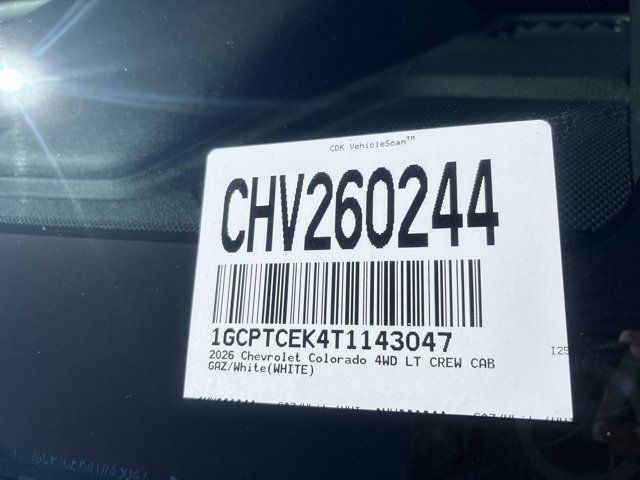 CDK VehicleScan™
CHV260244
1GCPTCEK4T1143047
2026 Chevrolet Colorado 4WD LT CREW CAB
GAZ/White(WHITE)
I25